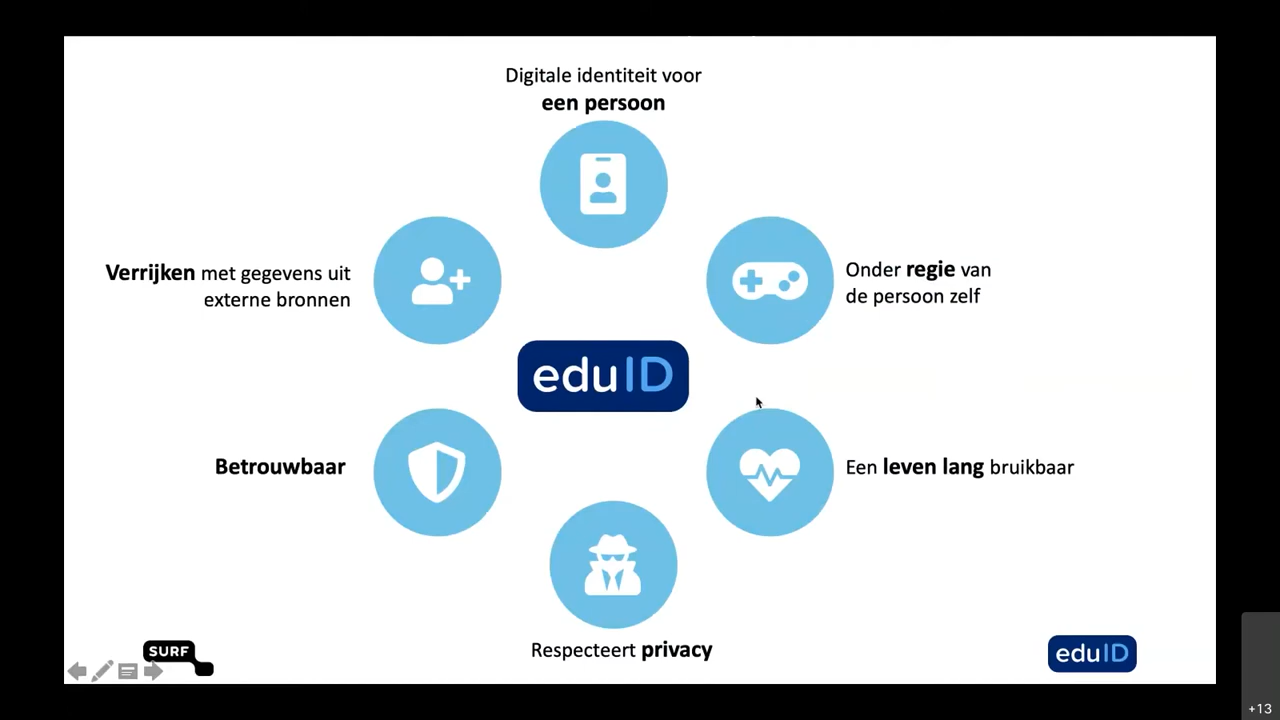 Digitale identiteit voor
een persoon
Verrijken met gegevens uit
externe bronnen
Onder regie van
de persoon zelf
eduID
Betrouwbaar
Een leven lang bruikbaar
Respecteert privacy
SURF
eduID
+13